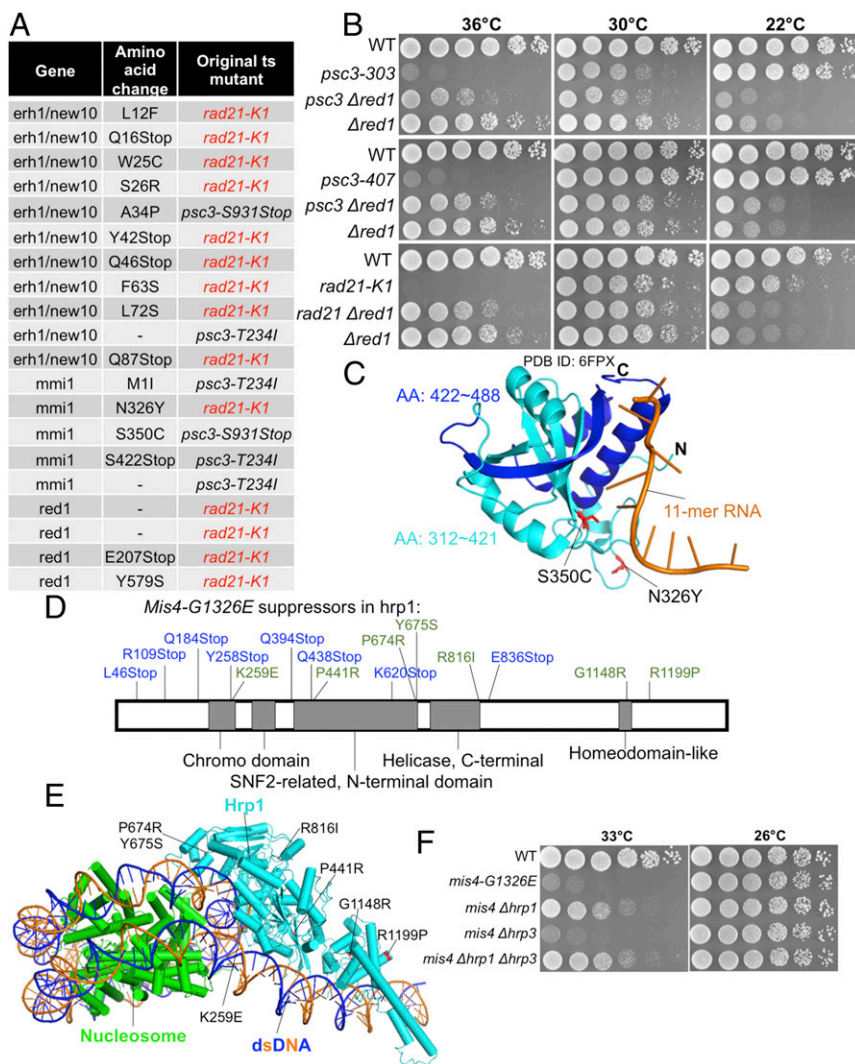 A
Gene Amino acid change Original ts mutant
erh1/new10 L12F rad21-K1
erh1/new10 Q16Stop rad21-K1
erh1/new10 W25C rad21-K1
erh1/new10 S26R rad21-K1
erh1/new10 A34P psc3-S931Stop
erh1/new10 Y42Stop rad21-K1
erh1/new10 Q46Stop rad21-K1
erh1/new10 F63S rad21-K1
erh1/new10 L72S rad21-K1
erh1/new10 - psc3-T234I
erh1/new10 Q87Stop rad21-K1
mmi1 M1I psc3-T234I
mmi1 N326Y rad21-K1
mmi1 S350C psc3-S931Stop
mmi1 S422Stop psc3-T234I
mmi1 - psc3-T234I
red1 - rad21-K1
red1 - rad21-K1
red1 E207Stop rad21-K1
red1 Y579S rad21-K1
B
36°C 30°C 22°C
WT
psc3-303
psc3 Δred1
Δred1
WT
psc3-407
psc3 Δred1
Δred1
WT
rad21-K1
rad21 Δred1
Δred1
C
PDB ID: 6FPX
C
AA: 422~488
N
11-mer RNA
AA: 312~421
S350C
N326Y
D
Mis4-G1326E suppressors in hrp1:
Y675S
Q184Stop Q394Stop P674R
R109Stop Y258Stop Q438Stop R816I
L46Stop K259E P441R K620Stop E836Stop G1148R R1199P
Chromo domain Helicase, C-terminal Homeodomain-like
SNF2-related, N-terminal domain
E
Hrp1
P674R
Y675S
R816I
P441R
G1148R
R1199P
K259E
Nucleosome
dsDNA
F
33°C 26°C
WT
mis4-G1326E
mis4 Δhrp1
mis4 Δhrp3
mis4 Δhrp1 Δhrp3